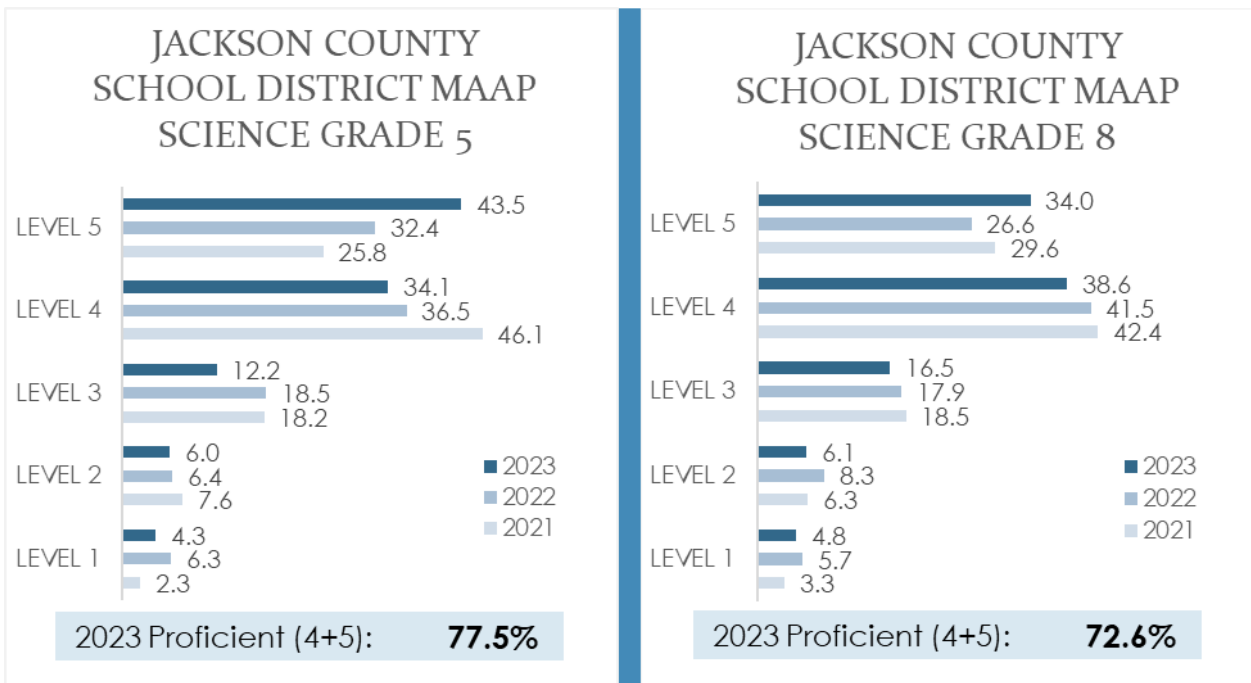 JACKSON COUNTY
SCHOOL DISTRICT MAAP
SCIENCE GRADE 5
LEVEL 5
43.5
32.4
25.8
LEVEL 4
34.1
36.5
46.1
LEVEL 3
12.2
18.5
18.2
LEVEL 2
6.0
6.4
7.6
LEVEL 1
4.3
6.3
2.3
2023
2022
2021
2023 Proficient (4+5): 77.5%
JACKSON COUNTY
SCHOOL DISTRICT MAAP
SCIENCE GRADE 8
LEVEL 5
34.0
26.6
29.6
LEVEL 4
38.6
41.5
42.4
LEVEL 3
16.5
17.9
18.5
LEVEL 2
6.1
8.3
6.3
LEVEL 1
4.8
5.7
3.3
2023
2022
2021
2023 Proficient (4+5): 72.6%